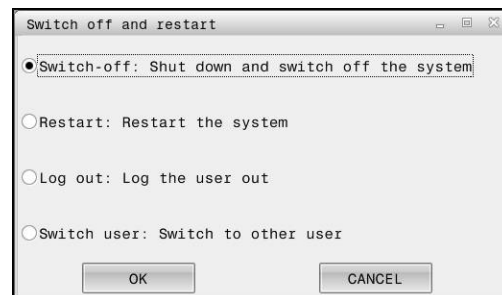 Switch off and restart
Switch-off: Shut down and switch off the system
Restart: Restart the system
Log out: Log the user out
Switch user: Switch to other user
OK CANCEL